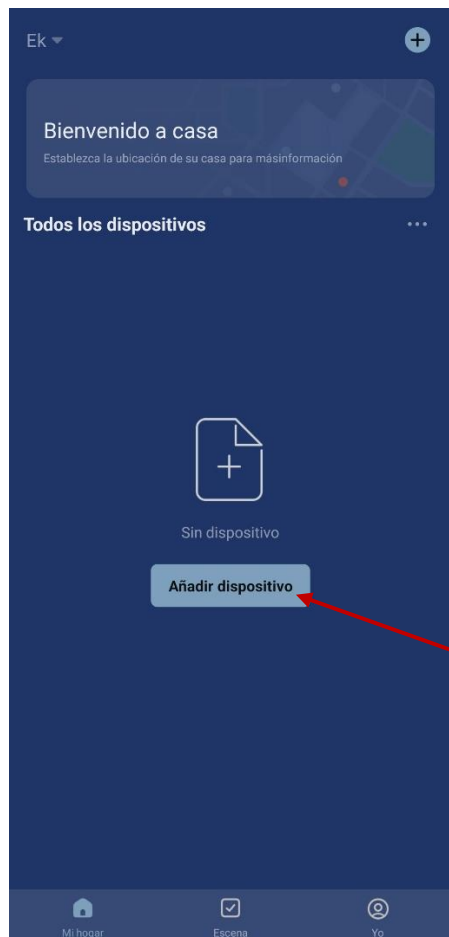 Ek
Bienvenido a casa
Establezca la ubicación de su casa para másinformación
Todos los dispositivos
Sin dispositivo
Añadir dispositivo
Mi hogar
Escena
Yo